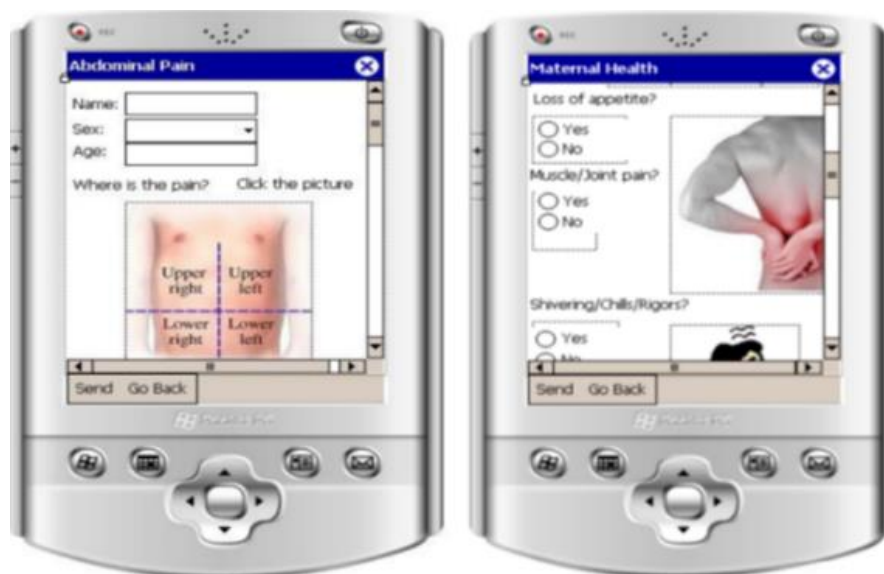 Abdominal Pain
Name:
Sex:
Age:
Where is the pain? Click the picture
Upper right
Upper left
Lower right
Lower left
Send Go Back
Maternal Health
Loss of appetite?
Yes
No
Muscle/Joint pain?
Yes
No
Shivering/Chills/Rigors?
Yes
No
Send Go Back